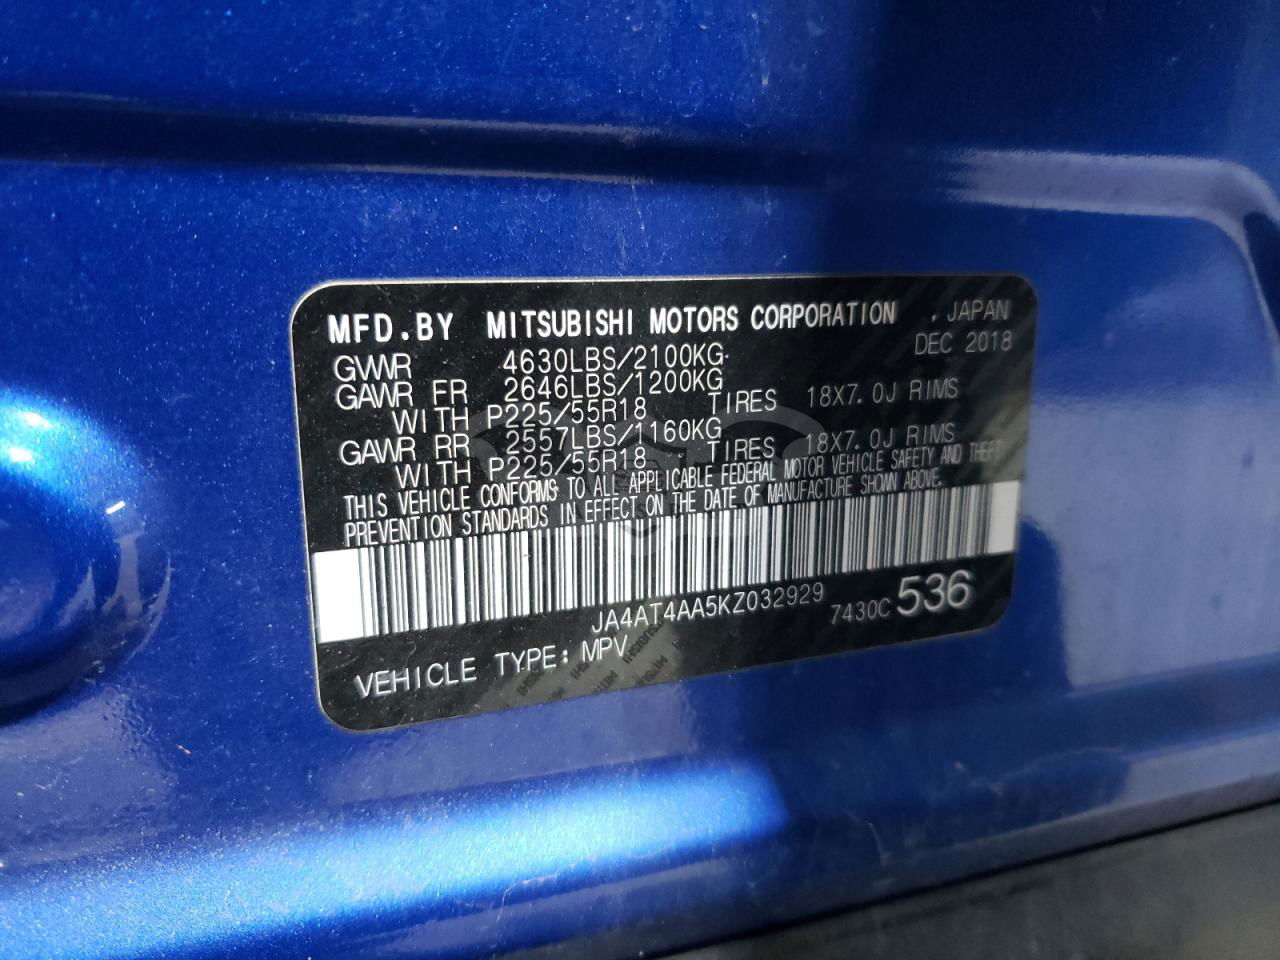 MFD.BY MITSUBISHI MOTORS CORPORATION , JAPAN
DEC 2018
GVWR 4630LBS/2100KG
GAWR FR 2646LBS/1200KG
WITH P225/55R18 TIRES 18X7.0J RIMS
GAWR RR 2557LBS/1160KG
WITH P225/55R18 TIRES 18X7.0J RIMS
THIS VEHICLE CONFORMS TO ALL APPLICABLE FEDERAL MOTOR VEHICLE SAFETY AND THEFT
PREVENTION STANDARDS IN EFFECT ON THE DATE OF MANUFACTURE SHOWN ABOVE.
JA4AT4AA5KZ032929 7430C 536
VEHICLE TYPE: MPV